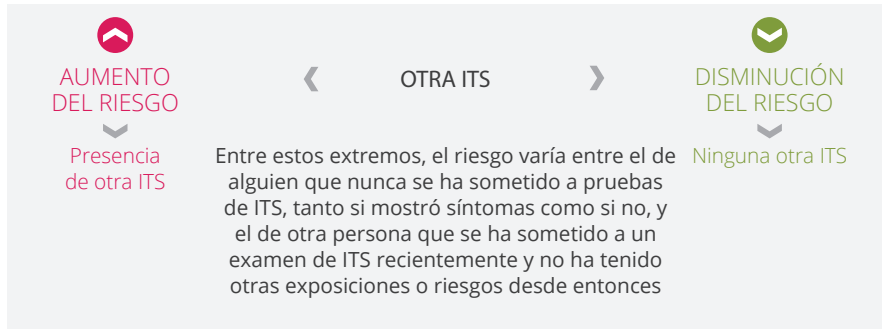 AUMENTO
DEL RIESGO
Presencia
de otra ITS
OTRA ITS
Entre estos extremos, el riesgo varía entre el de
alguien que nunca se ha sometido a pruebas
de ITS, tanto si mostró síntomas como si no, y
el de otra persona que se ha sometido a un
examen de ITS recientemente y no ha tenido
otras exposiciones o riesgos desde entonces
DISMINUCIÓN
DEL RIESGO
Ninguna otra ITS